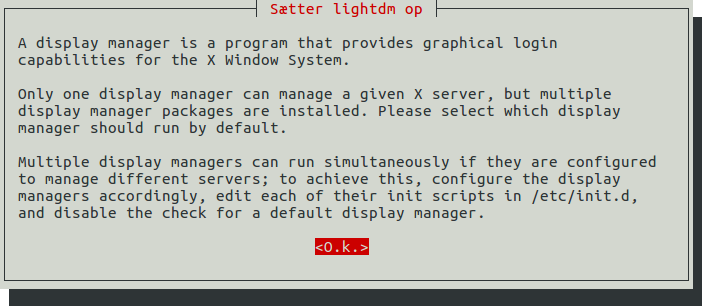 Sætter lightdm op
A display manager is a program that provides graphical login
capabilities for the X Window System.
Only one display manager can manage a given X server, but multiple
display manager packages are installed. Please select which display
manager should run by default.
Multiple display managers can run simultaneously if they are configured
to manage different servers; to achieve this, configure the display
managers accordingly, edit each of their init scripts in /etc/init.d,
and disable the check for a default display manager.
<O.k.>